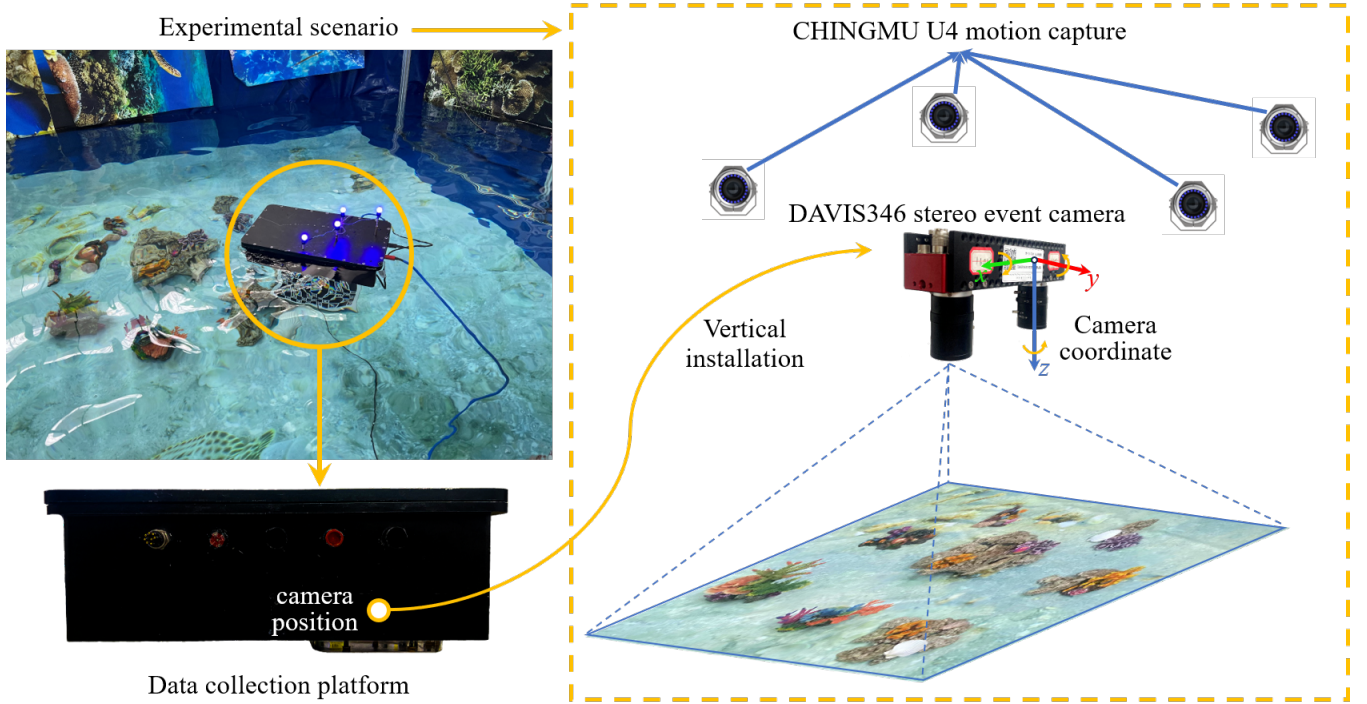 Experimental scenario
CHINGMU U4 motion capture
DAVIS346 stereo event camera
y
Vertical
installation
Camera
coordinate
z
camera
position
Data collection platform